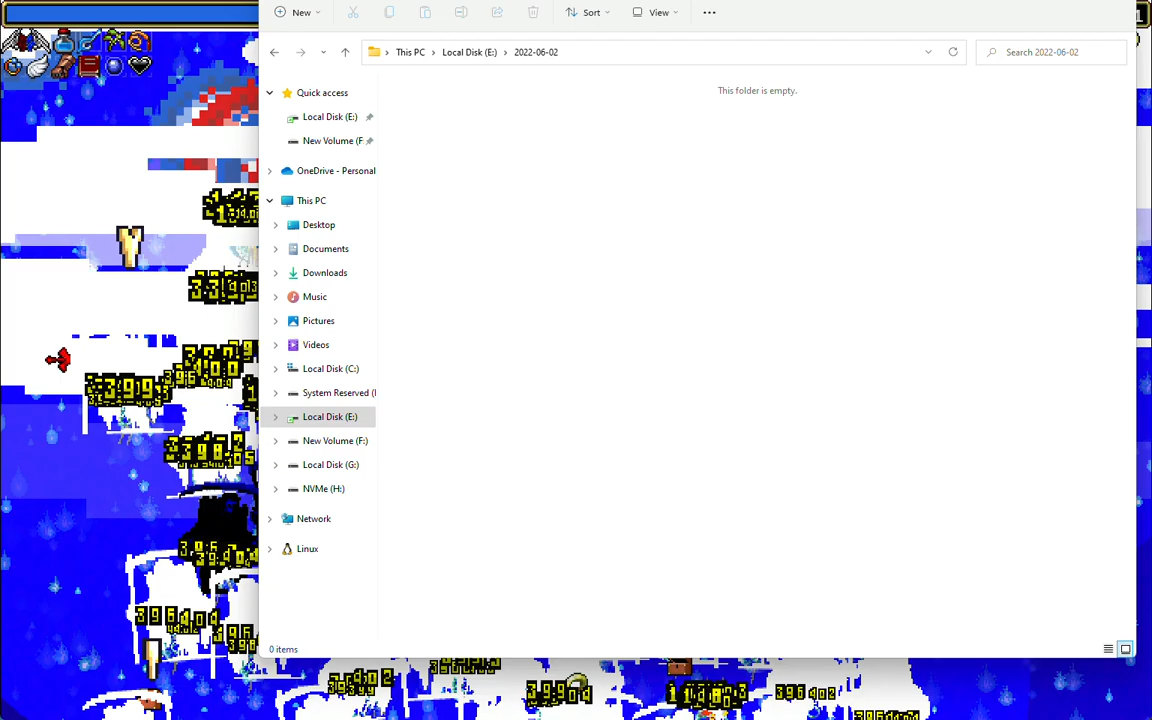 New
Sort
View
This PC > Local Disk (E:) > 2022-06-02
Search 2022-06-02
Quick access
This folder is empty.
Local Disk (E:)
New Volume (F
OneDrive - Personal
This PC
Desktop
Documents
Downloads
Music
Pictures
Videos
Local Disk (C:)
System Reserved (
Local Disk (E:)
New Volume (F:)
Local Disk (G:)
NVMe (H:)
Network
Linux
0 items